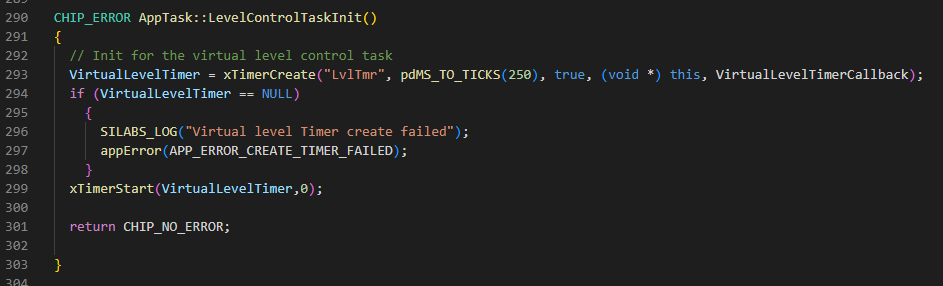 289
290 CHIP_ERROR AppTask::LevelControlTaskInit()
291 {
292 // Init for the virtual level control task
293 VirtualLevelTimer = xTimerCreate("LvlTmr", pdMS_TO_TICKS(250), true, (void *) this, VirtualLevelTimerCallback);
294 if (VirtualLevelTimer == NULL)
295 {
296 SILABS_LOG("Virtual level Timer create failed");
297 appError(APP_ERROR_CREATE_TIMER_FAILED);
298 }
299 xTimerStart(VirtualLevelTimer,0);
300
301 return CHIP_NO_ERROR;
302
303 }
304